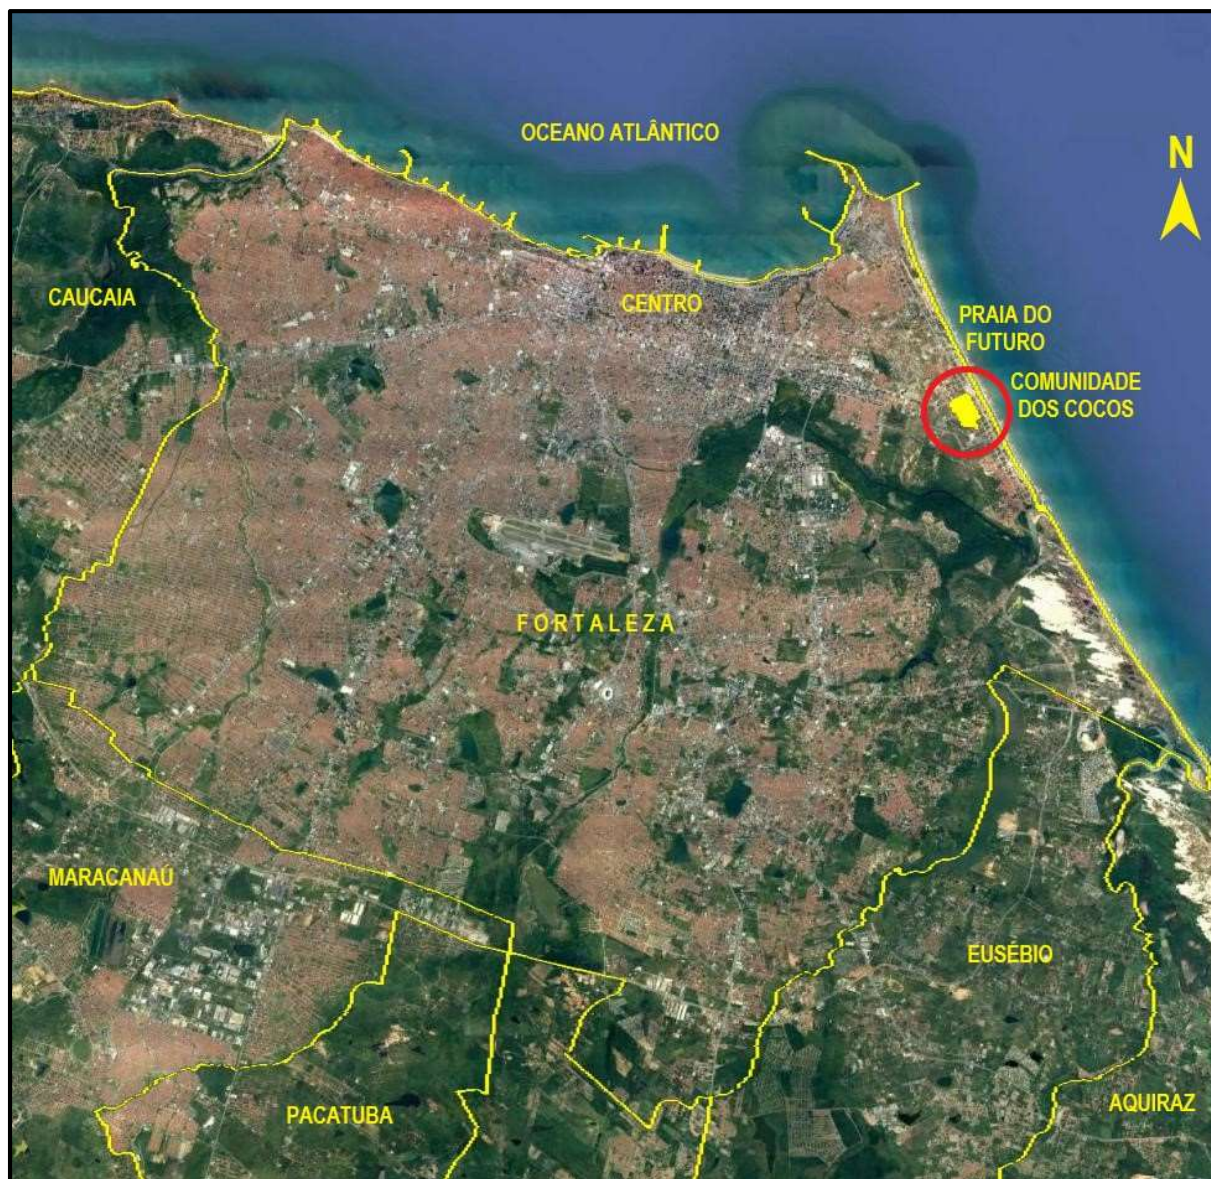 OCEANO ATLÂNTICO
N
CAUCAIA
CENTRO
PRAIA DO
FUTURO
COMUNIDADE
DOS COCOS
FORTALEZA
MARACANAÚ
EUSÉBIO
PACATUBA
AQUIRAZ